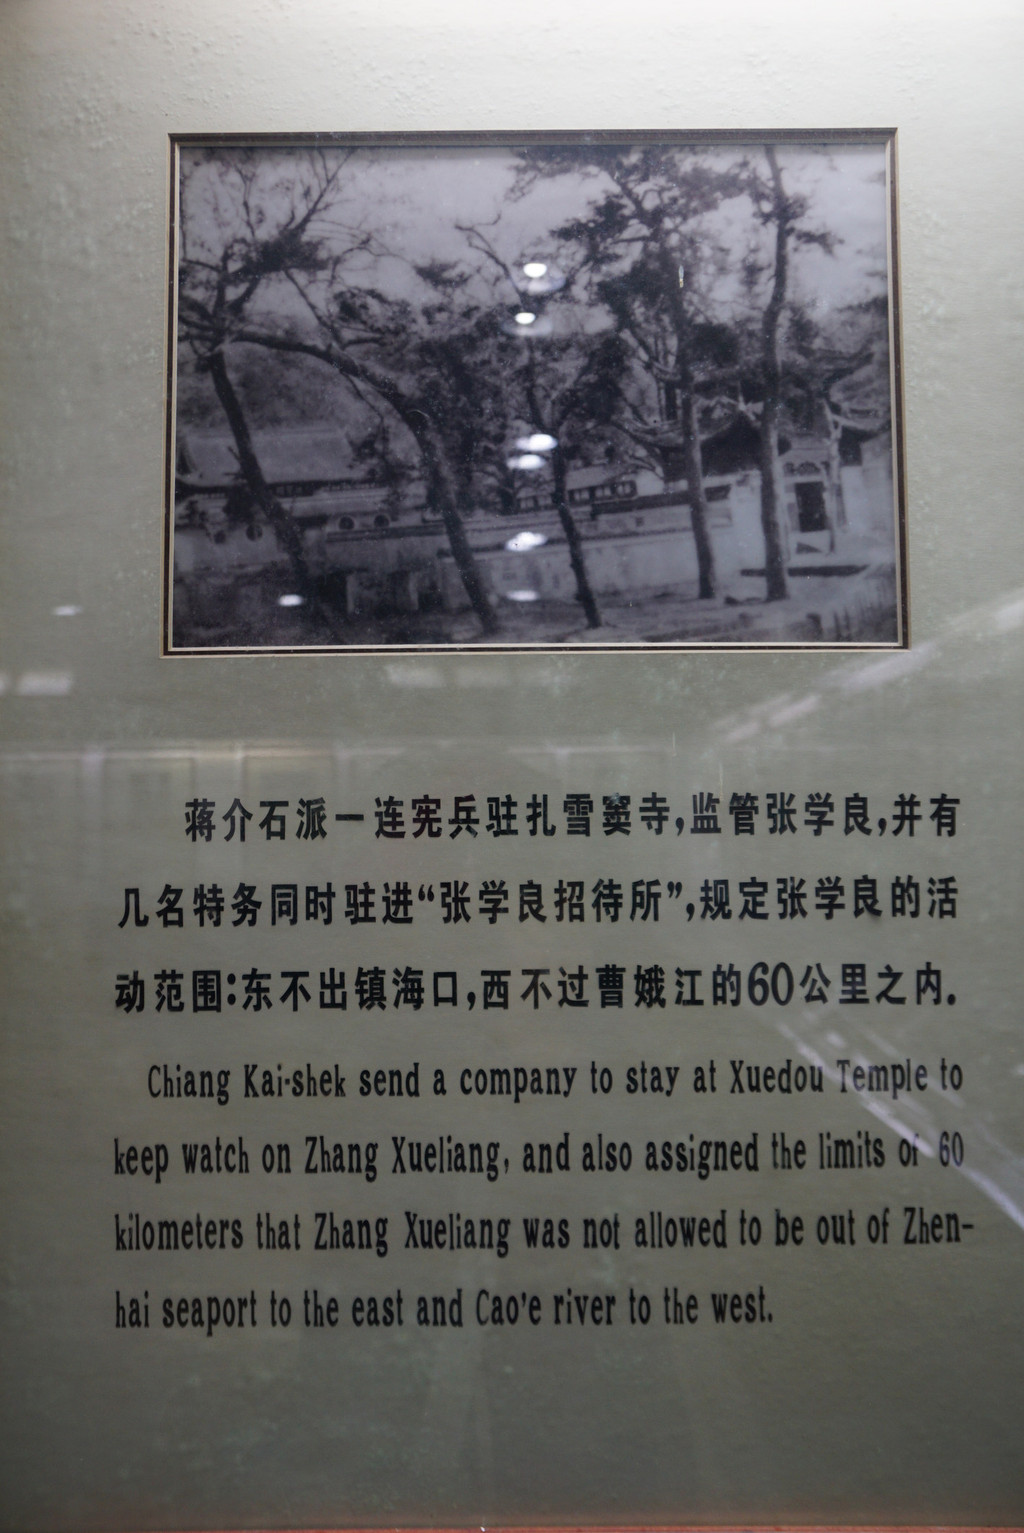 蒋介石派一连宪兵驻扎雪窦寺,监管张学良,并有
几名特务同时驻进“张学良招待所”,规定张学良的活
动范围:东不出镇海口,西不过曹娥江的60公里之内.
Chiang Kai-shek send a company to stay at Xuedou Temple to
keep watch on Zhang Xueliang, and also assigned the limits of 60
kilometers that Zhang Xueliang was not allowed to be out of Zhen-
hai seaport to the east and Cao'e river to the west.